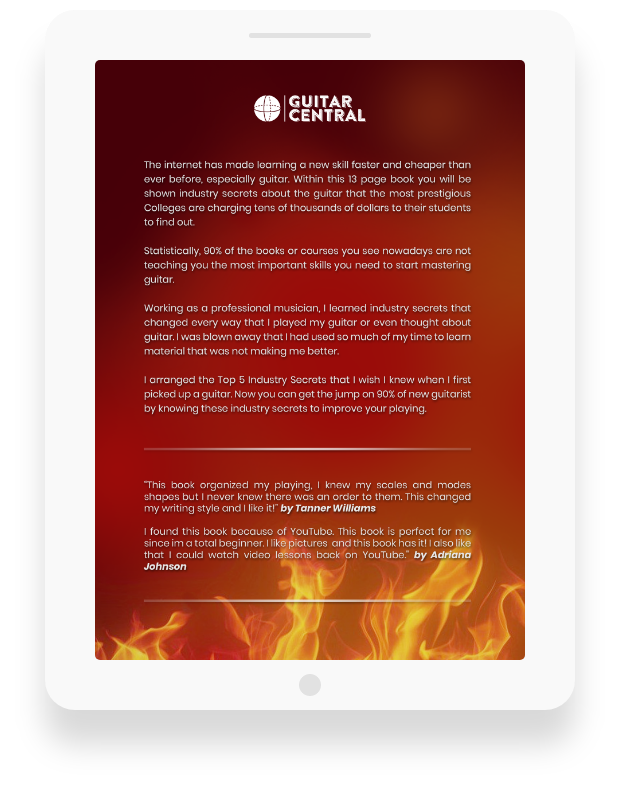 GUITAR
CENTRAL
The internet has made learning a new skill faster and cheaper than
ever before, especially guitar. Within this 13 page book you will be
shown industry secrets about the guitar that the most prestigious
Colleges are charging tens of thousands of dollars to their students
to find out.
Statistically, 90% of the books or courses you see nowadays are not
teaching you the most important skills you need to start mastering
guitar.
Working as a professional musician, I learned industry secrets that
changed every way that I played my guitar or even thought about
guitar. I was blown away that I had used so much of my time to learn
material that was not making me better.
I arranged the Top 5 Industry Secrets that I wish I knew when I first
picked up a guitar. Now you can get the jump on 90% of new guitarist
by knowing these industry secrets to improve your playing.
"This book organized my playing, I knew my scales and modes
shapes but I never knew there was an order to them. This changed
my writing style and I like it!" by Tanner Williams
I found this book because of YouTube. This book is perfect for me
since im a total beginner. I like pictures and this book has it! I also like
that I could watch video lessons back on YouTube." by Adriana
Johnson